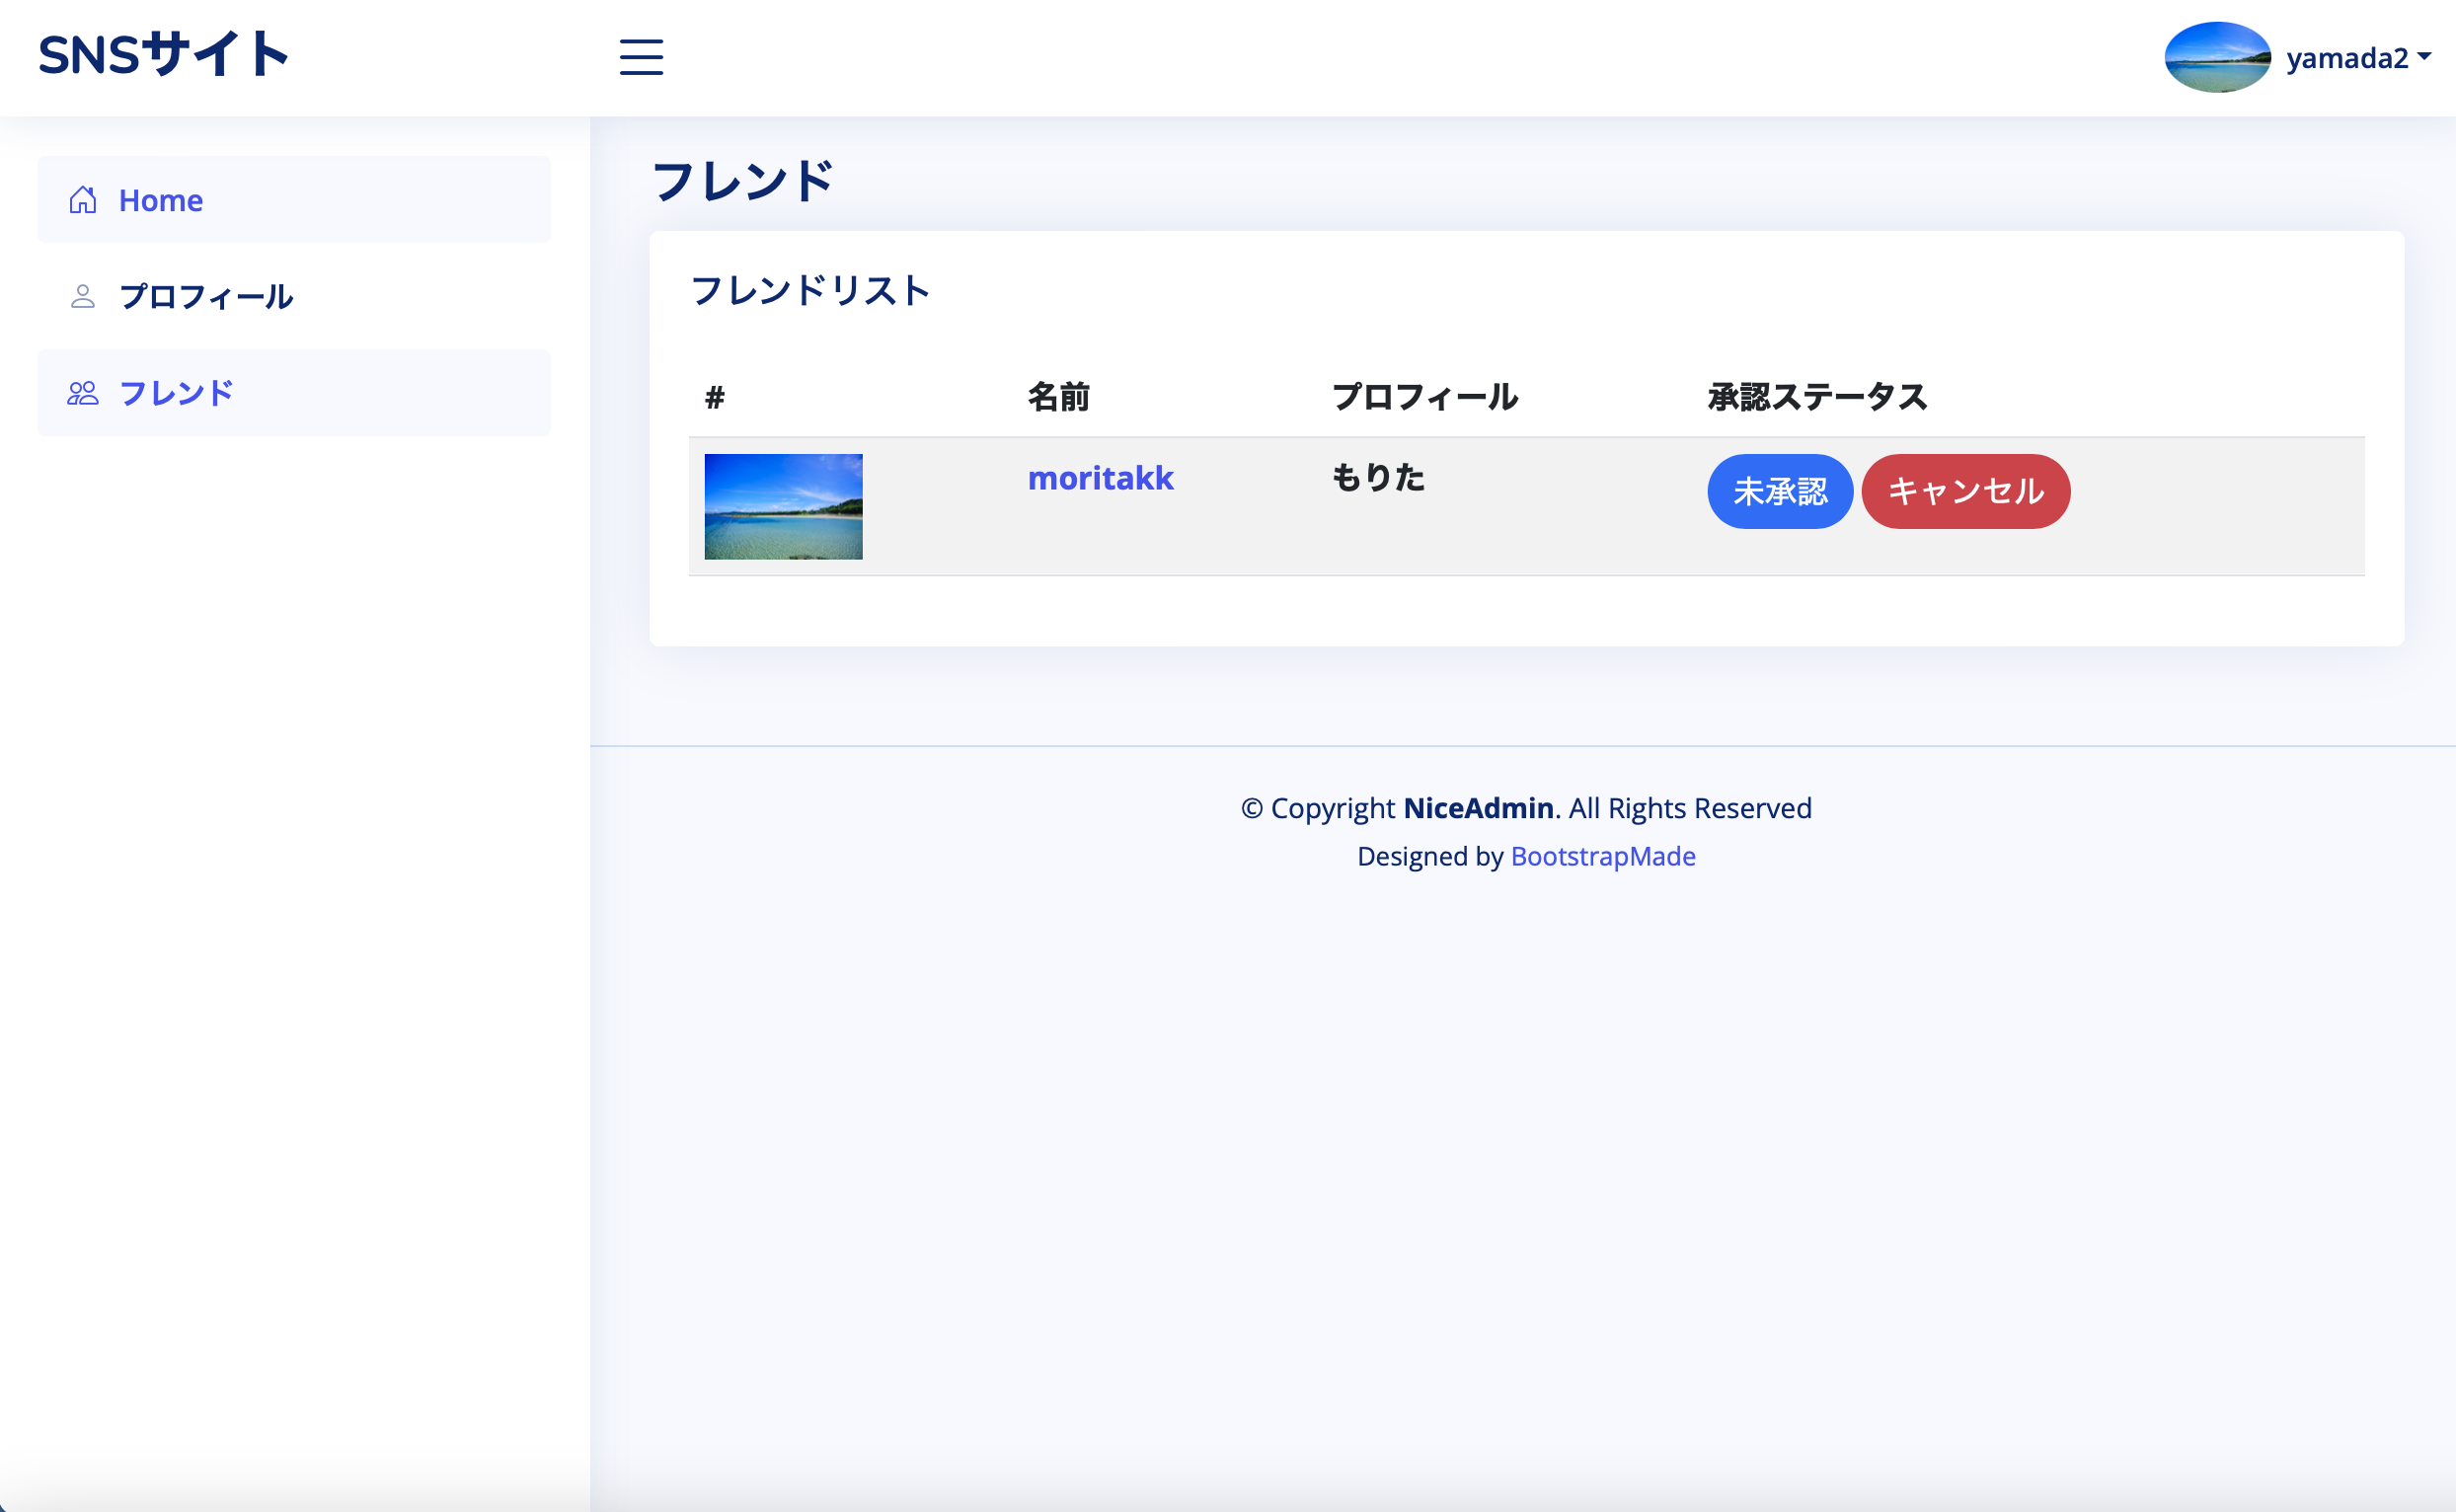 SNSサイト
yamada2
Home
プロフィール
フレンド
フレンド
フレンドリスト
# 名前 プロフィール 承認ステータス
moritakk もりた 未承認 キャンセル
© Copyright NiceAdmin. All Rights Reserved
Designed by BootstrapMade